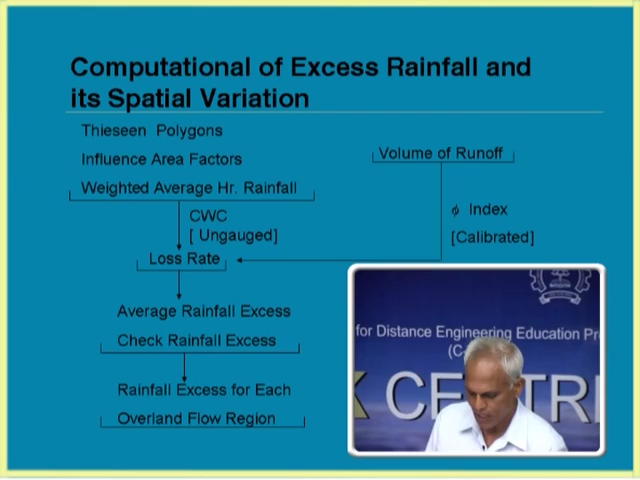 Computational of Excess Rainfall and
its Spatial Variation
Thieseen Polygons
Influence Area Factors
Weighted Average Hr. Rainfall
Volume of Runoff
CWC
[ Ungauged]
ϕ Index
[Calibrated]
Loss Rate
Average Rainfall Excess
Check Rainfall Excess
Rainfall Excess for Each
Overland Flow Region
for Distance Engineering Education Pr
(C
K CE TR